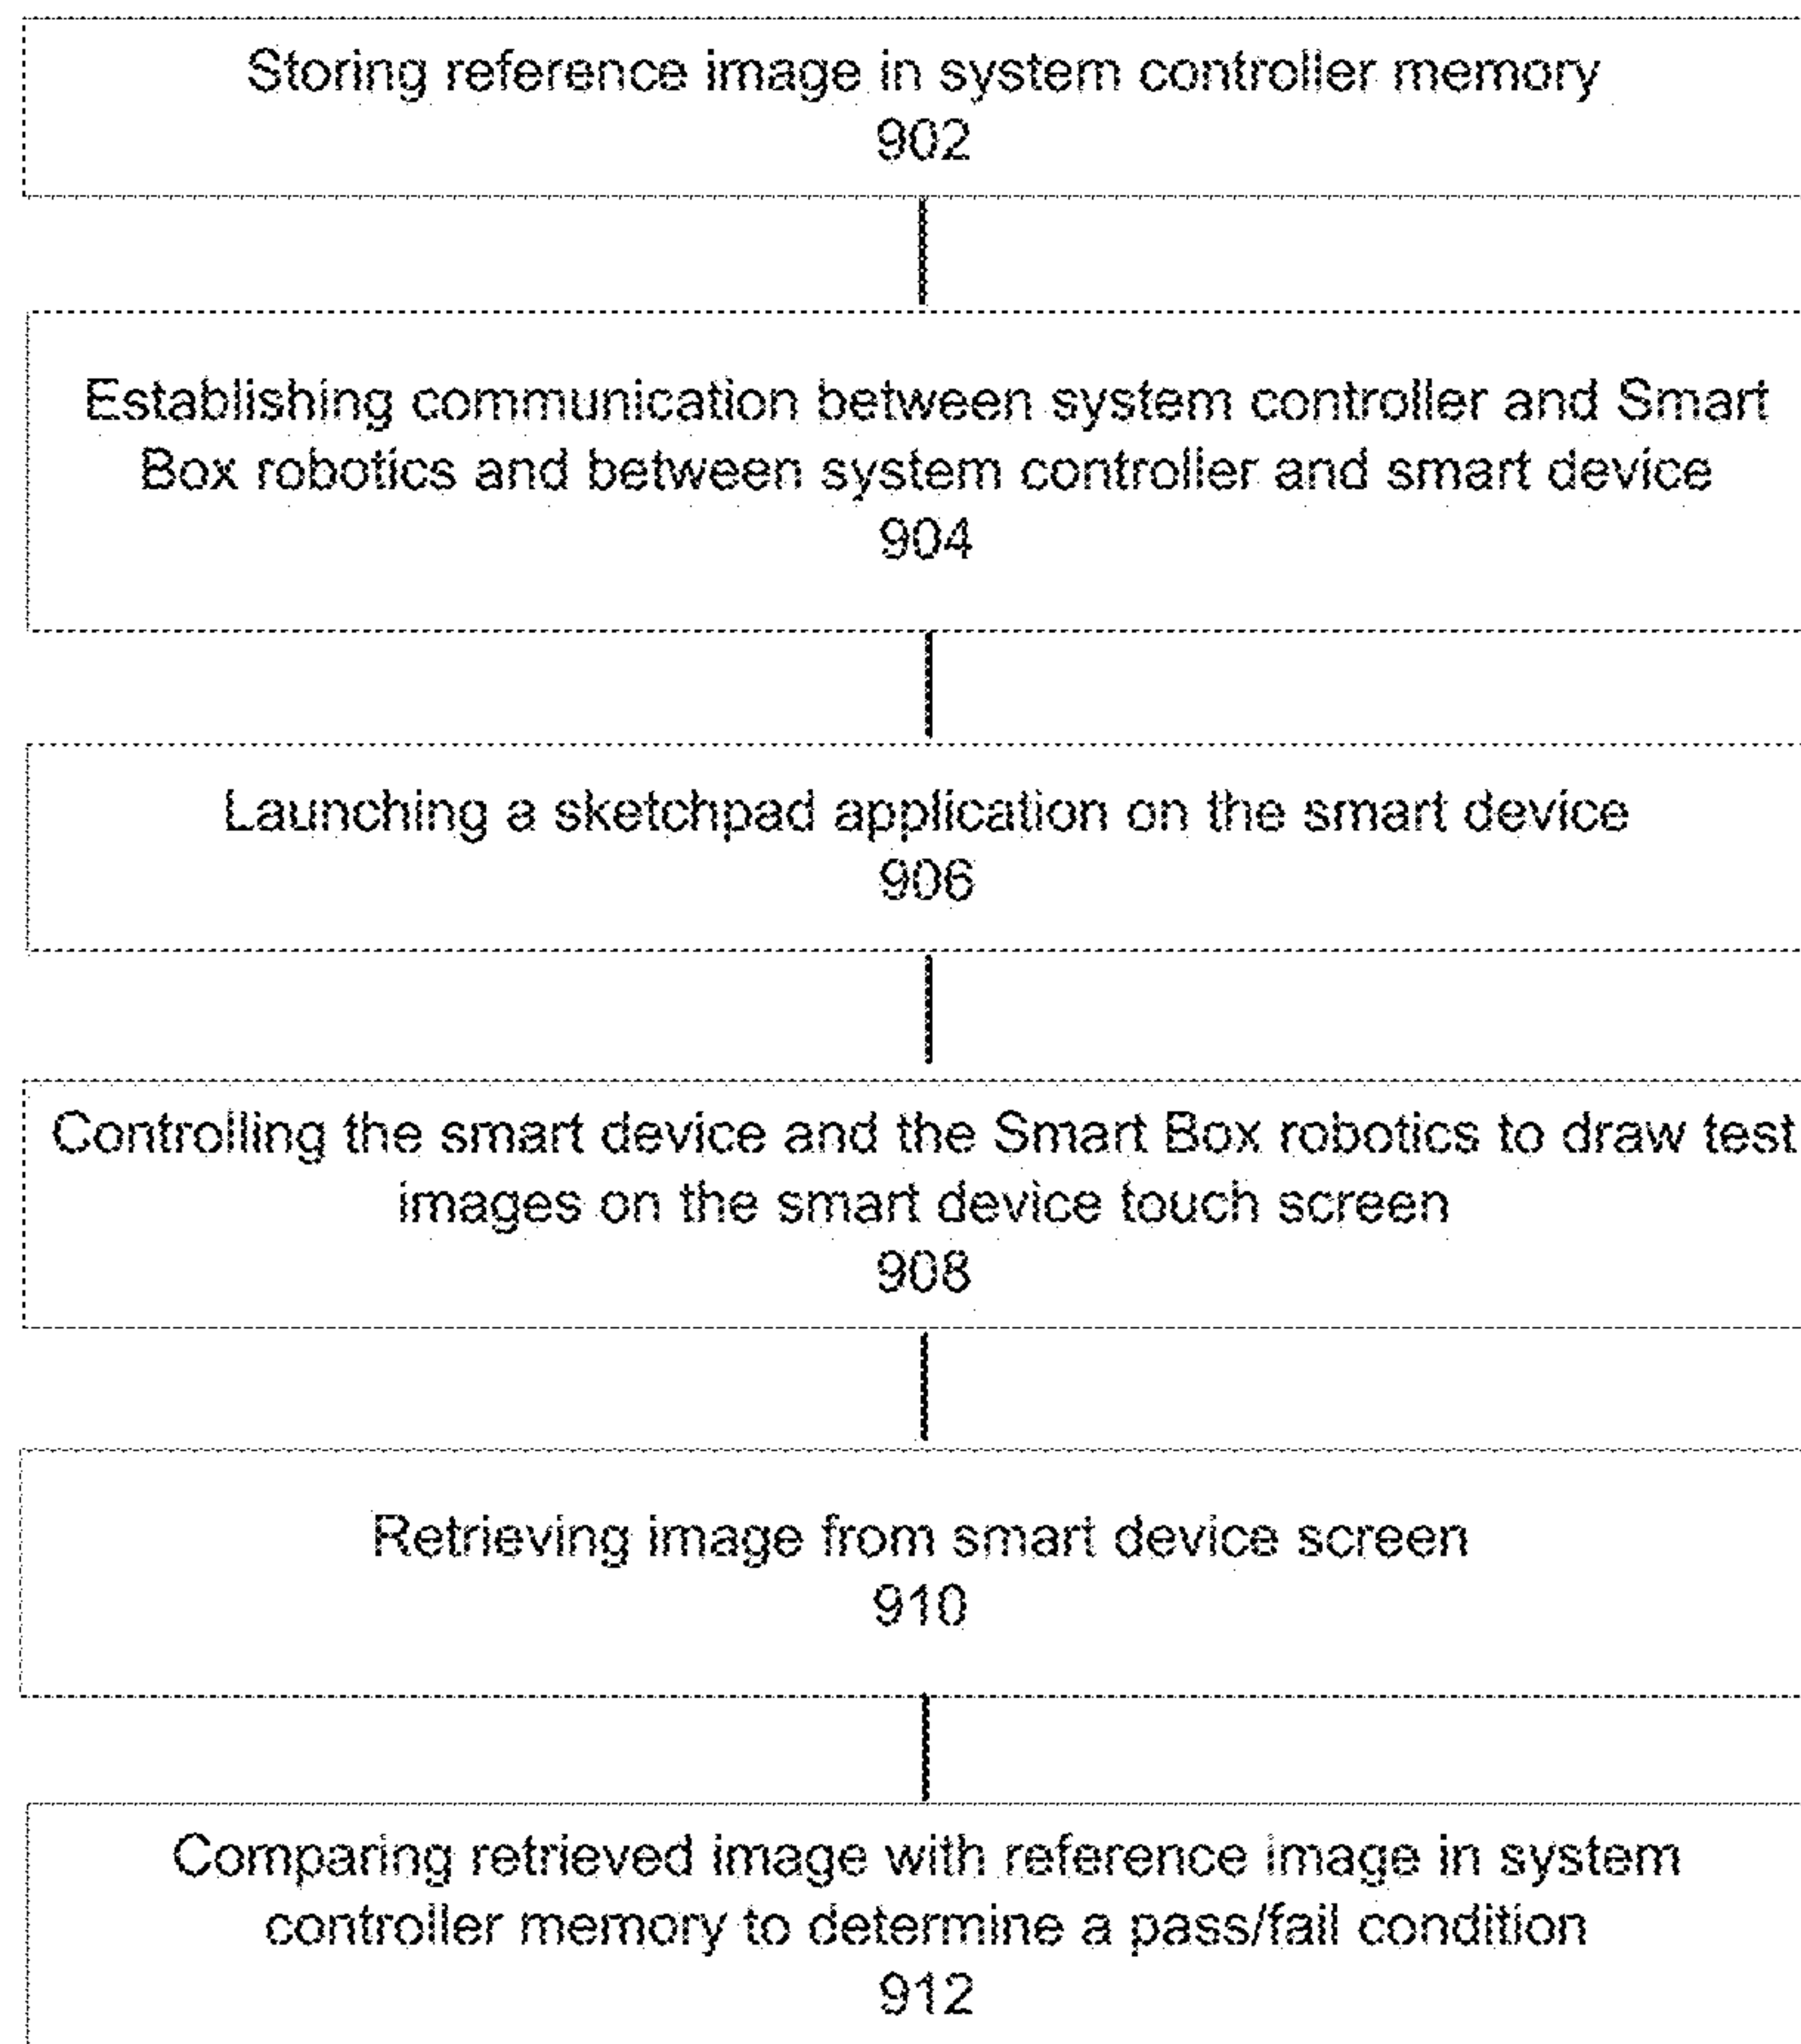 Storing reference image in system controller memory
902
Establishing communication between system controller and Smart
Box robotics and between system controller and smart device
904
Launching a sketchpad application on the smart device
906
Controlling the smart device and the Smart Box robotics to draw test
images on the smart device touch screen
908
Retrieving image from smart device screen
910
Comparing retrieved image with reference image in system
controller memory to determine a pass/fail condition
912